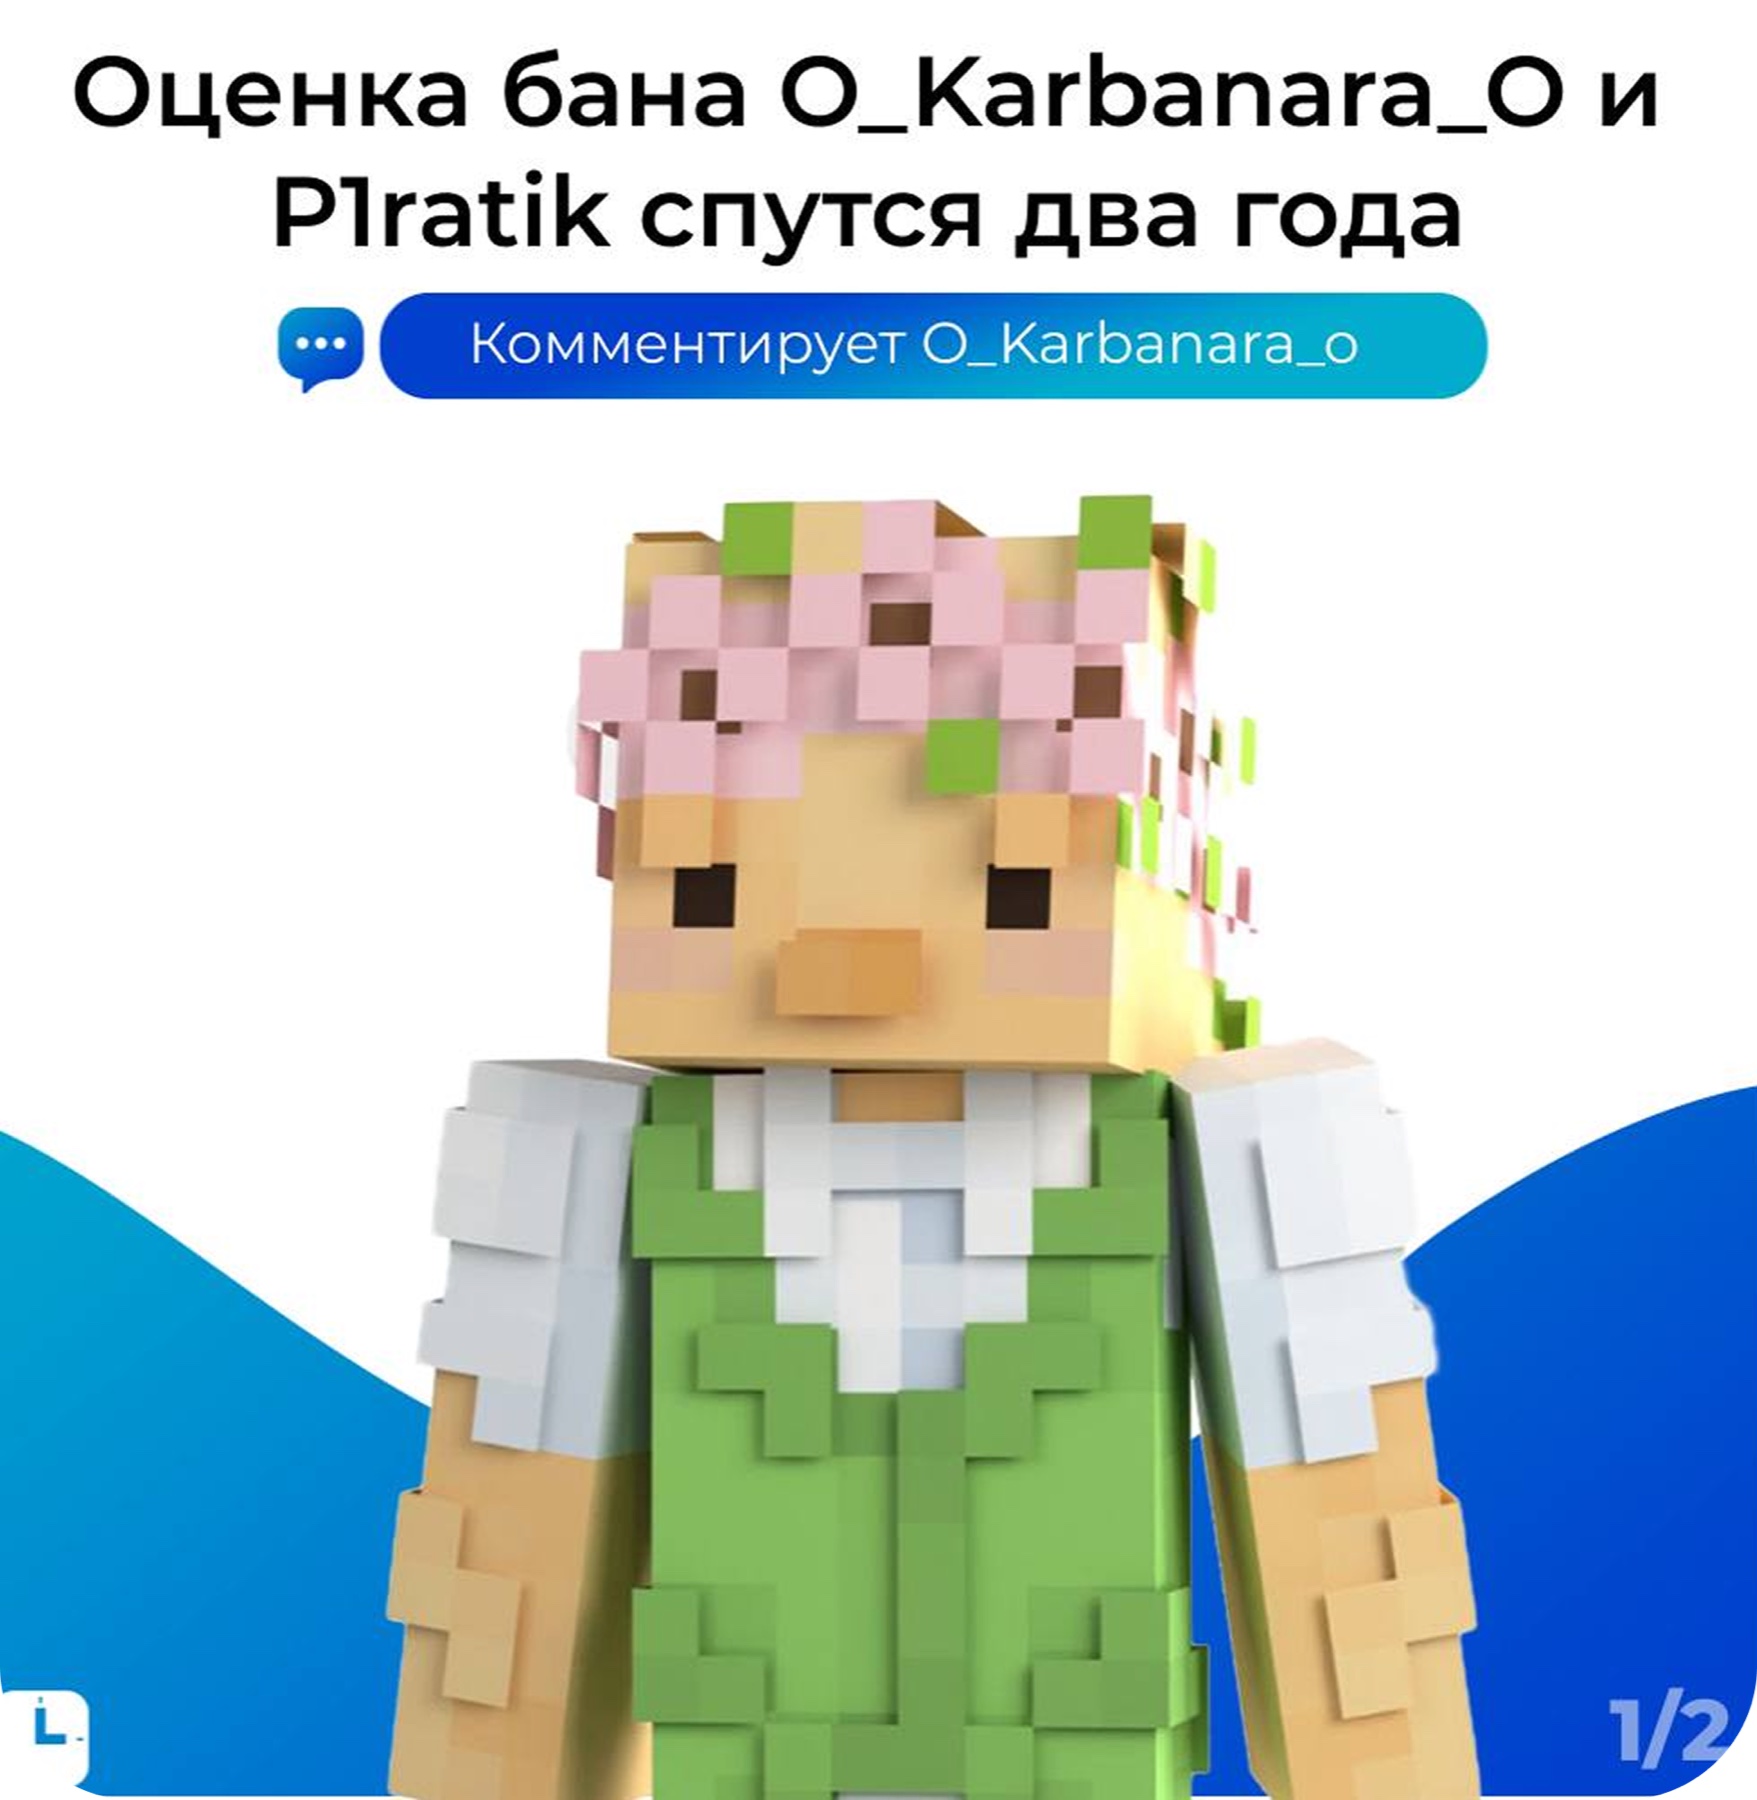 Оценка бана O_Karbanara_O и
P1ratik спутся два года
Комментирует O_Karbanara_o
L
1/2